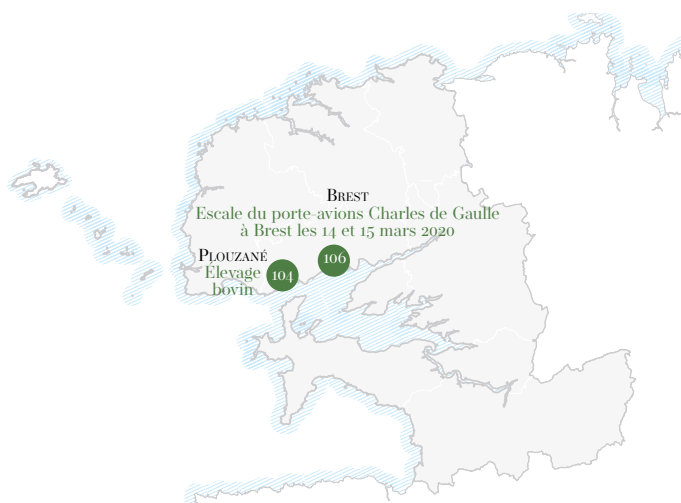 BREST
Escale du porte-avions Charles de Gaulle
à Brest les 14 et 15 mars 2020
106
PLOUZANÉ
Élevage
bovin
104